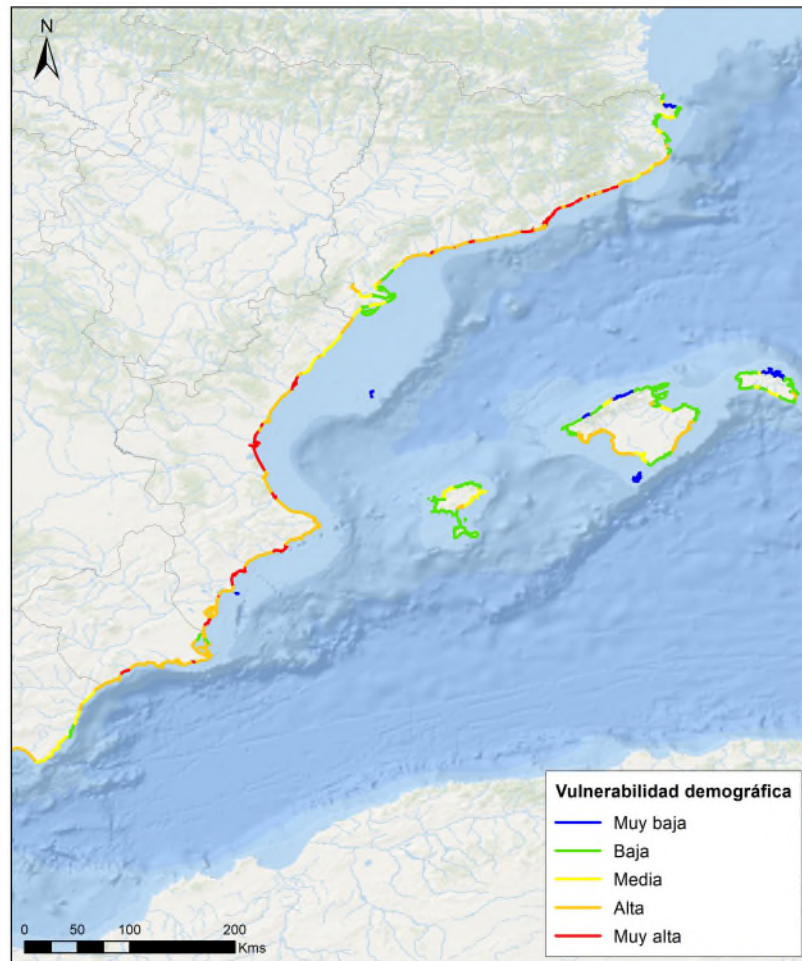 N
Vulnerabilidad demográfica
Muy baja
Baja
Media
Alta
Muy alta
0 50 100 200
Kms